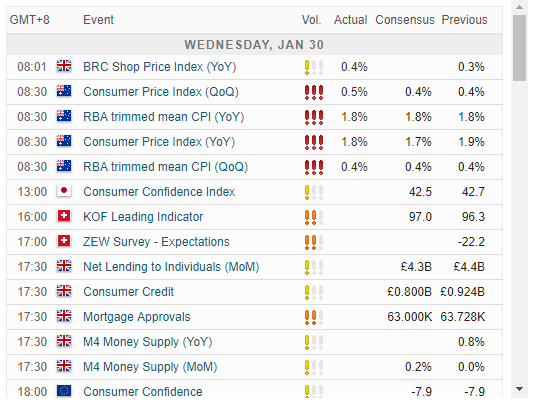 GMT+8 Event Vol. Actual Consensus Previous
WEDNESDAY, JAN 30
08:01 BRC Shop Price Index (YoY) 0.4% 0.3%
08:30 Consumer Price Index (QoQ) 0.5% 0.4% 0.4%
08:30 RBA trimmed mean CPI (YoY) 1.8% 1.8% 1.8%
08:30 Consumer Price Index (YoY) 1.8% 1.7% 1.9%
08:30 RBA trimmed mean CPI (QoQ) 0.4% 0.4% 0.4%
13:00 Consumer Confidence Index 42.5 42.7
16:00 KOF Leading Indicator 97.0 96.3
17:00 ZEW Survey - Expectations -22.2
17:30 Net Lending to Individuals (MoM) £4.3B £4.4B
17:30 Consumer Credit £0.800B £0.924B
17:30 Mortgage Approvals 63.000K 63.728K
17:30 M4 Money Supply (YoY) 0.8%
17:30 M4 Money Supply (MoM) 0.2% 0.0%
18:00 Consumer Confidence -7.9 -7.9